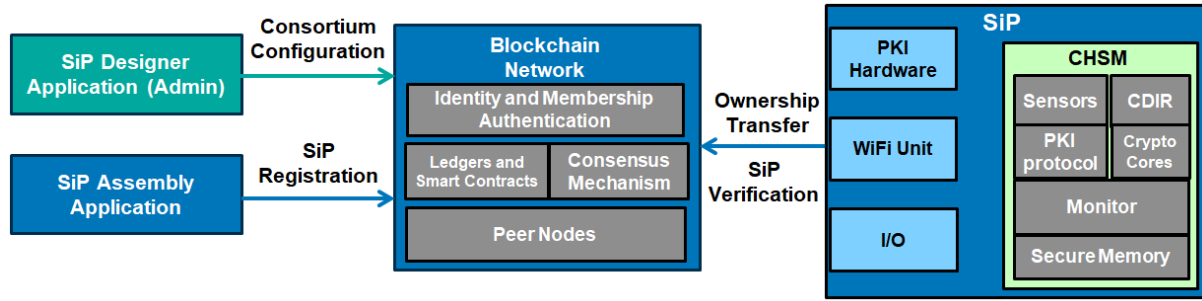 SiP Designer
Application (Admin)
SiP Assembly
Application
Consortium
Configuration
SiP
Registration
Blockchain
Network
Identity and Membership
Authentication
Ledgers and
Smart Contracts
Consensus
Mechanism
Peer Nodes
Ownership
Transfer
SiP
Verification
SiP
PKI
Hardware
WiFi Unit
I/O
CHSM
Sensors
CDIR
PKI
protocol
Crypto
Cores
Monitor
Secure Memory